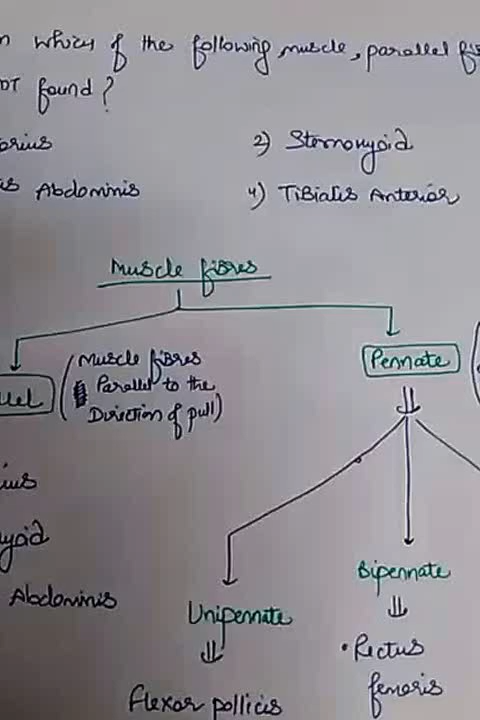 which of the following muscle, parallel
found?
2) Sternohyoid
Abdominis 4) Tibialis Anterior
Muscle fibres
Pennate
(Muscle fibres
Parallel to the
Direction of pull)
Abdominis
Bipennate
Unipennate
• Rectus
femoris
Flexor pollicis